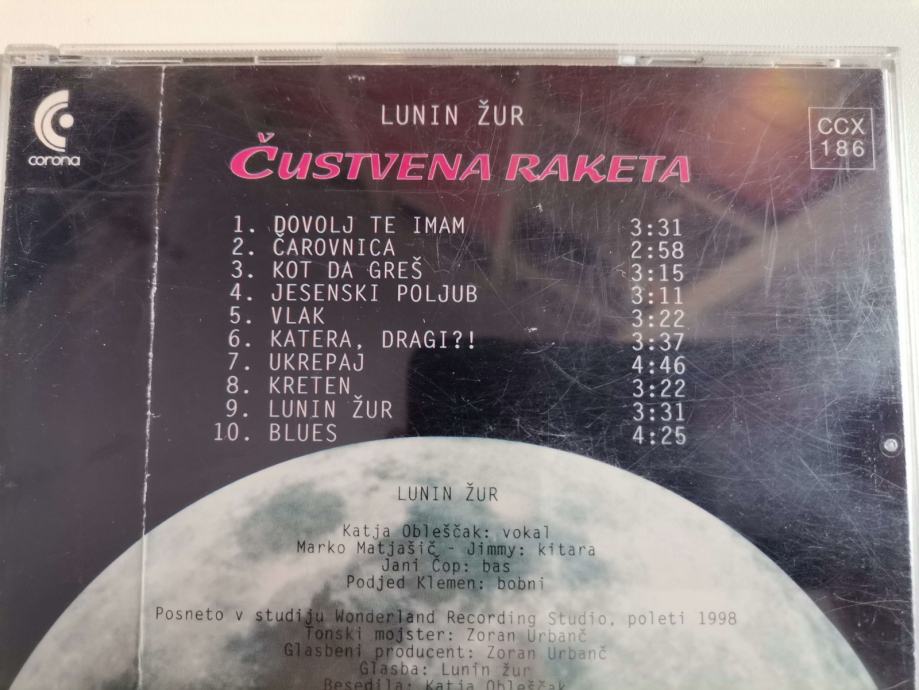 corona
LUNIN ŽUR
CCX
186
ČUSTVENA RAKETA
1. DOVOLJ TE IMAM 3:31
2. ČAROVNICA 2:58
3. KOT DA GREŠ 3:15
4. JESENSKI POLJUB 3:11
5. VLAK 3:22
6. KATERA, DRAGI?! 3:37
7. UKREPAJ 4:46
8. KRETEN 3:22
9. LUNIN ŽUR 3:31
10. BLUES 4:25
LUNIN ŽUR
Katja Obleščak: vokal
Marko Matjašič - Jimmy: kitara
Jani Čop: bas
Podjed Klemen: bobni
Posneto v studiju Wonderland Recording Studio, poleti 1998
Tonski mojster: Zoran Urbanč
Glasbeni producent: Zoran Urbanč
Glasba: Lunin žur
Besedila: Katja Obleščak